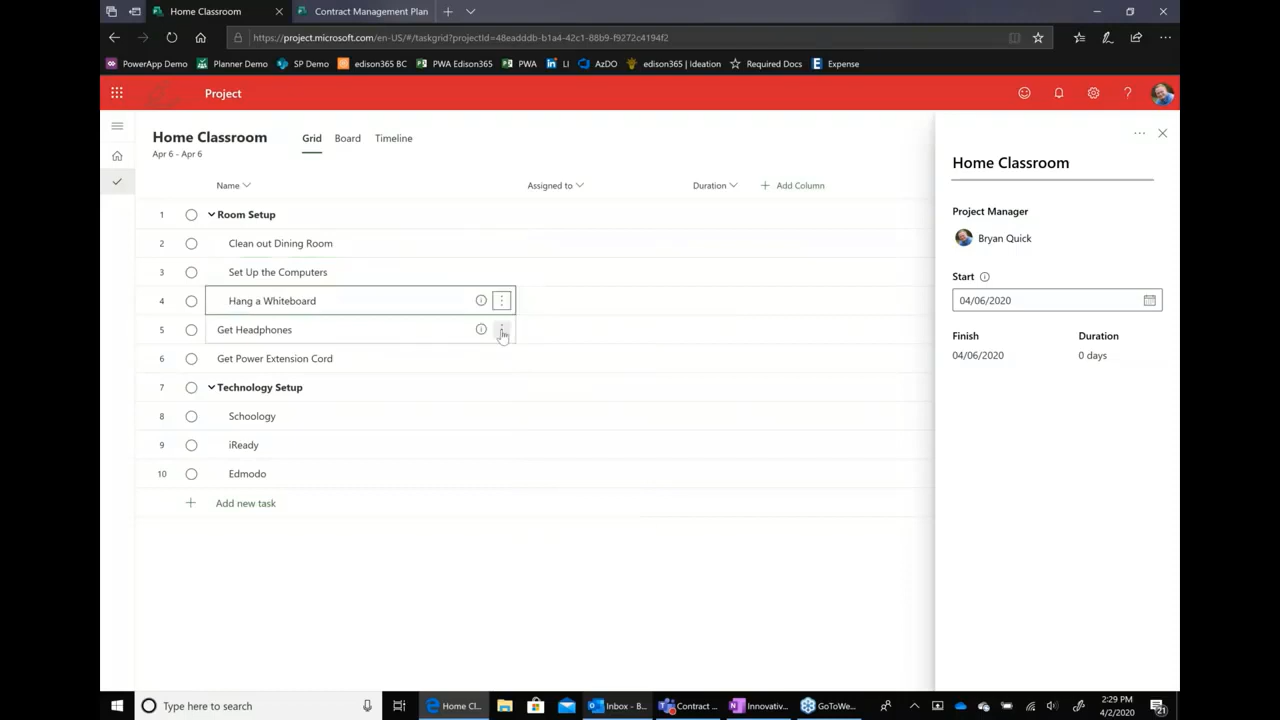 Home Classroom
Contract Management Plan
https://project.microsoft.com/en-US/#/taskgrid?projectId=48eadddb-b1a4-42c1-88b9-f9272c4194f2
PowerApp Demo Planner Demo SP Demo edison365 BC PWA Edison365 PWA LI AzDO edison365 | Ideation Required Docs Expense
Project
Home Classroom
Apr 6 - Apr 6
Grid Board Timeline
Name Assigned to Duration Add Column
1 Room Setup
2 Clean out Dining Room
3 Set Up the Computers
4 Hang a Whiteboard
5 Get Headphones
6 Get Power Extension Cord
7 Technology Setup
8 Schoology
9 iReady
10 Edmodo
Add new task
Home Classroom
Project Manager
Bryan Quick
Start
04/06/2020
Finish Duration
04/06/2020 0 days
Type here to search
Home Cl... Inbox - B... Contract ... Innovativ... GoToWe...
2:29 PM
4/2/2020
21